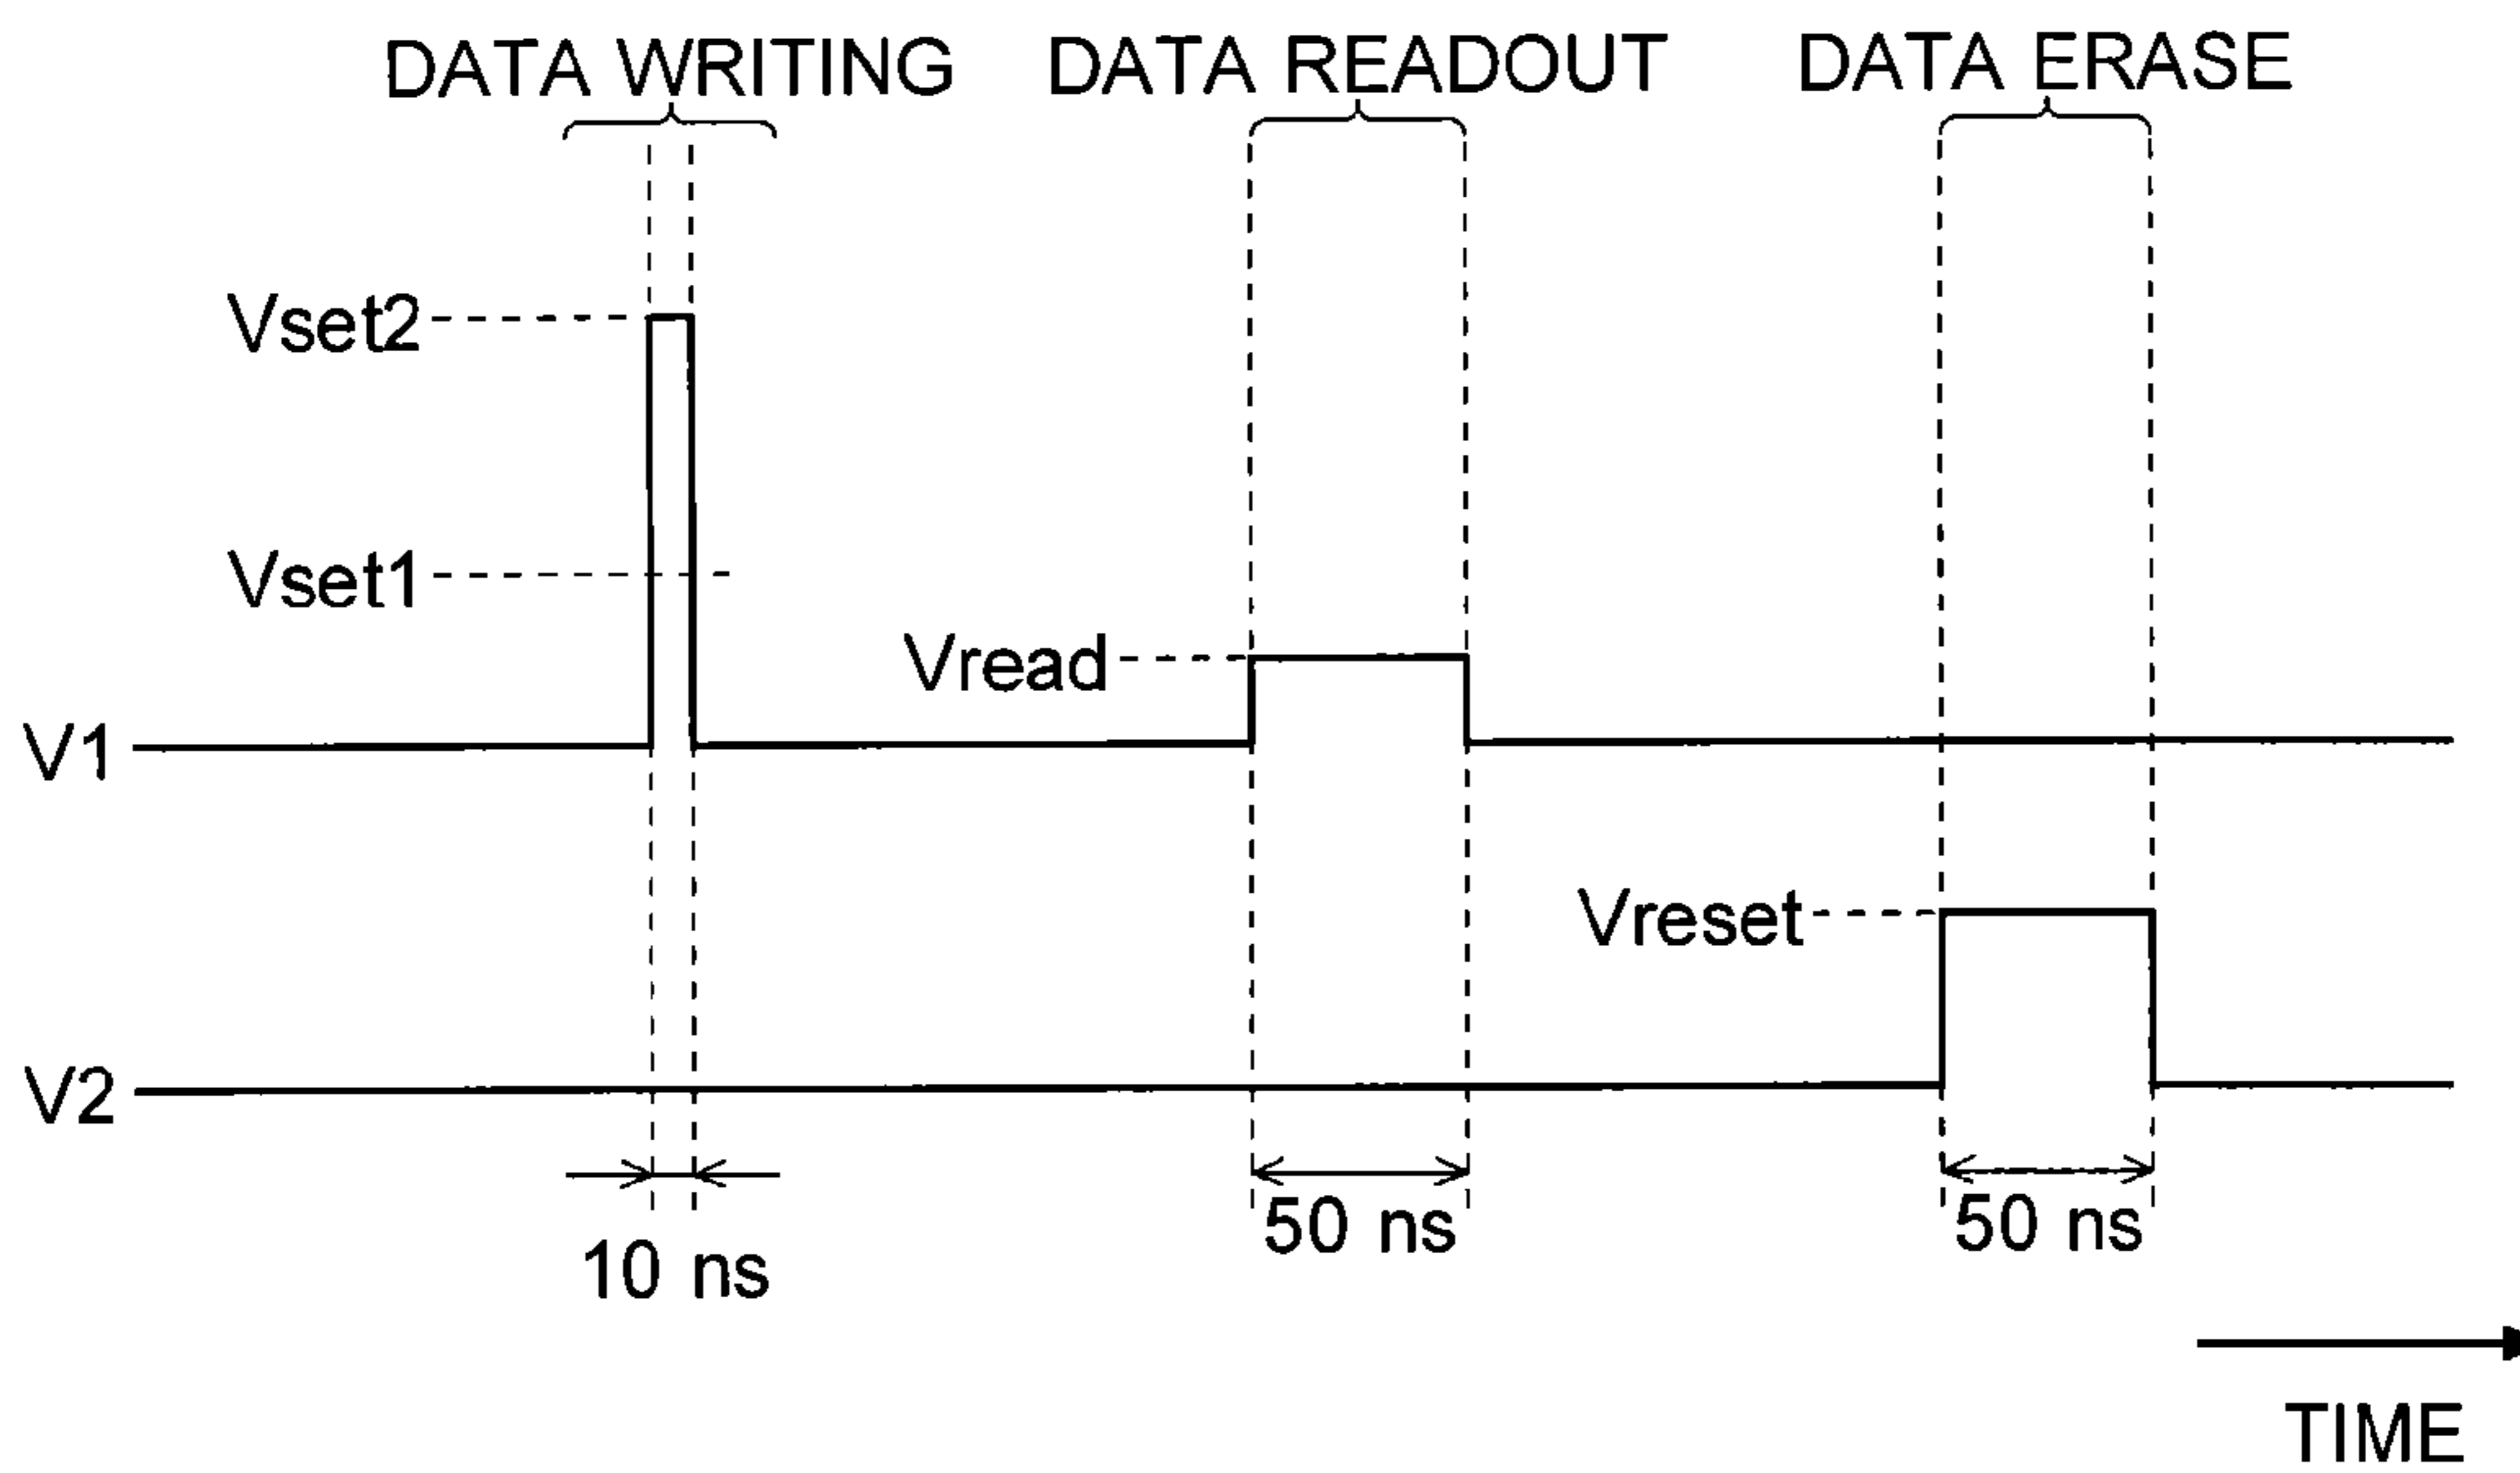 DATA WRITING
DATA READOUT
DATA ERASE
Vset2
Vset1
Vread
V1
Vreset
V2
10 ns
50 ns
50 ns
TIME